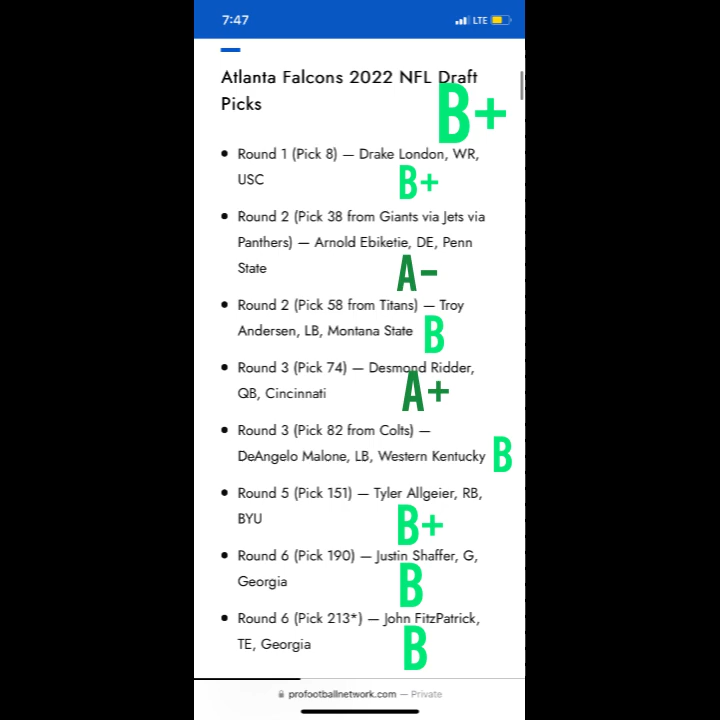 7:47 LTE
Atlanta Falcons 2022 NFL Draft
Picks
B+
Round 1 (Pick 8) — Drake London, WR,
USC
B+
Round 2 (Pick 38 from Giants via Jets via
Panthers) — Arnold Ebiketie, DE, Penn
State
A-
Round 2 (Pick 58 from Titans) — Troy
Andersen, LB, Montana State B
Round 3 (Pick 74) — Desmond Ridder,
QB, Cincinnati A+
Round 3 (Pick 82 from Colts) —
DeAngelo Malone, LB, Western Kentucky B
Round 5 (Pick 151) — Tyler Allgeier, RB,
BYU B+
Round 6 (Pick 190) — Justin Shaffer, G,
Georgia B
Round 6 (Pick 213*) — John FitzPatrick,
TE, Georgia B
profootballnetwork.com — Private